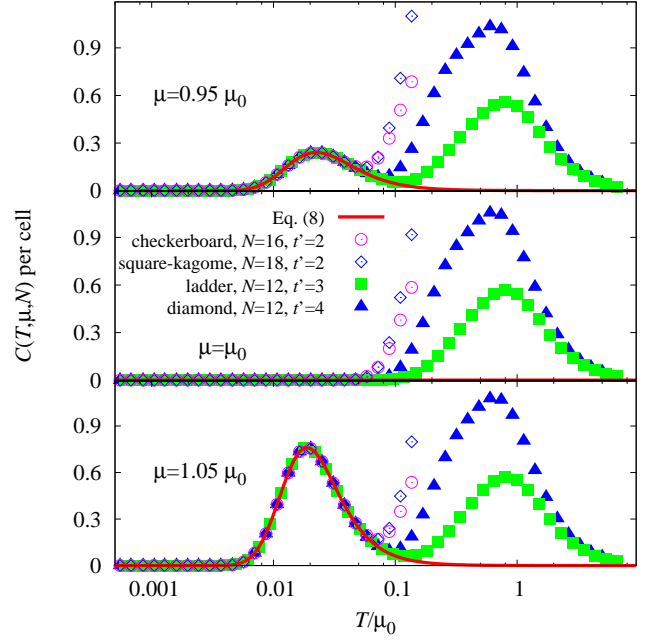 0.9
0.6
0.3
0
μ=0.95 μ₀
C(T,μ,N) per cell
0.9
0.6
0.3
0
Eq. (8)
checkerboard, N=16, t'=2
square-kagome, N=18, t'=2
ladder, N=12, t'=3
diamond, N=12, t'=4
μ=μ₀
0.9
0.6
0.3
0
μ=1.05 μ₀
0.001 0.01 0.1 1
T/μ₀